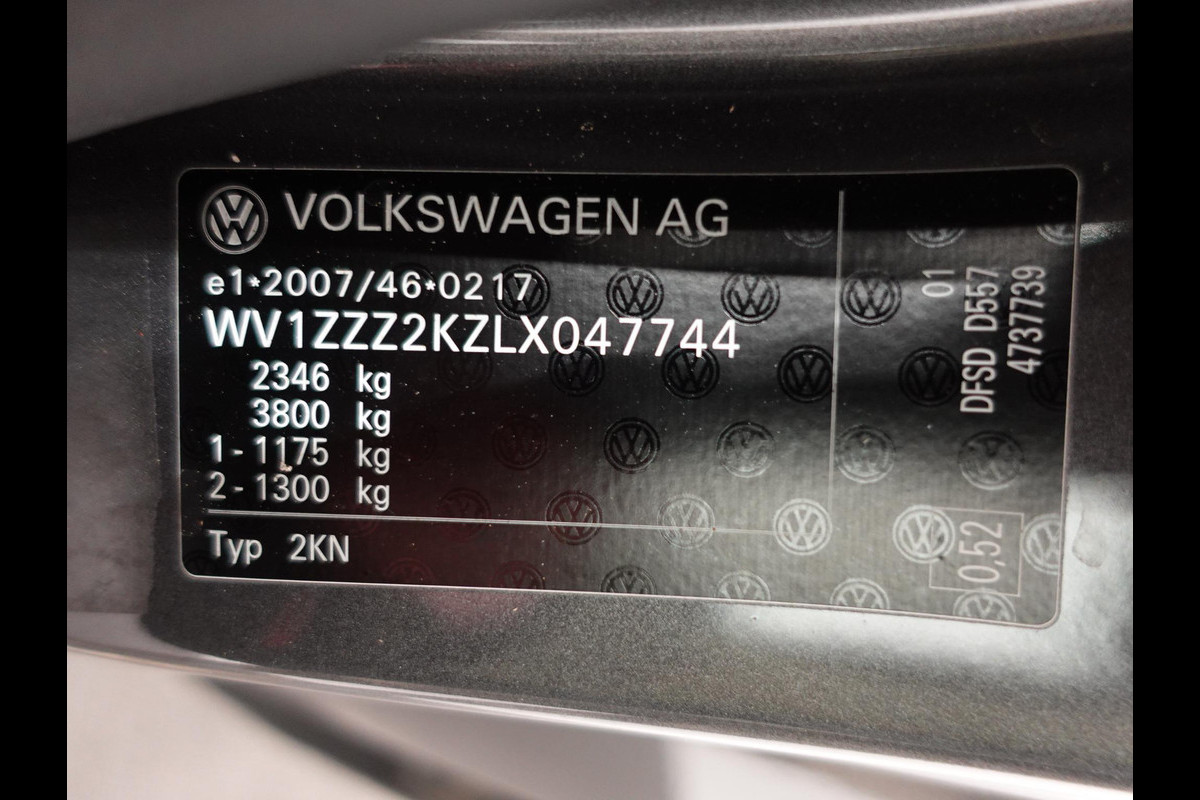 VOLKSWAGEN AG
e1*2007/46*0217
WV1ZZZ2KZLX047744
2346 kg
3800 kg
1 - 1175 kg
2 - 1300 kg
Typ 2KN
01
DFSD D557
4737739
0,52